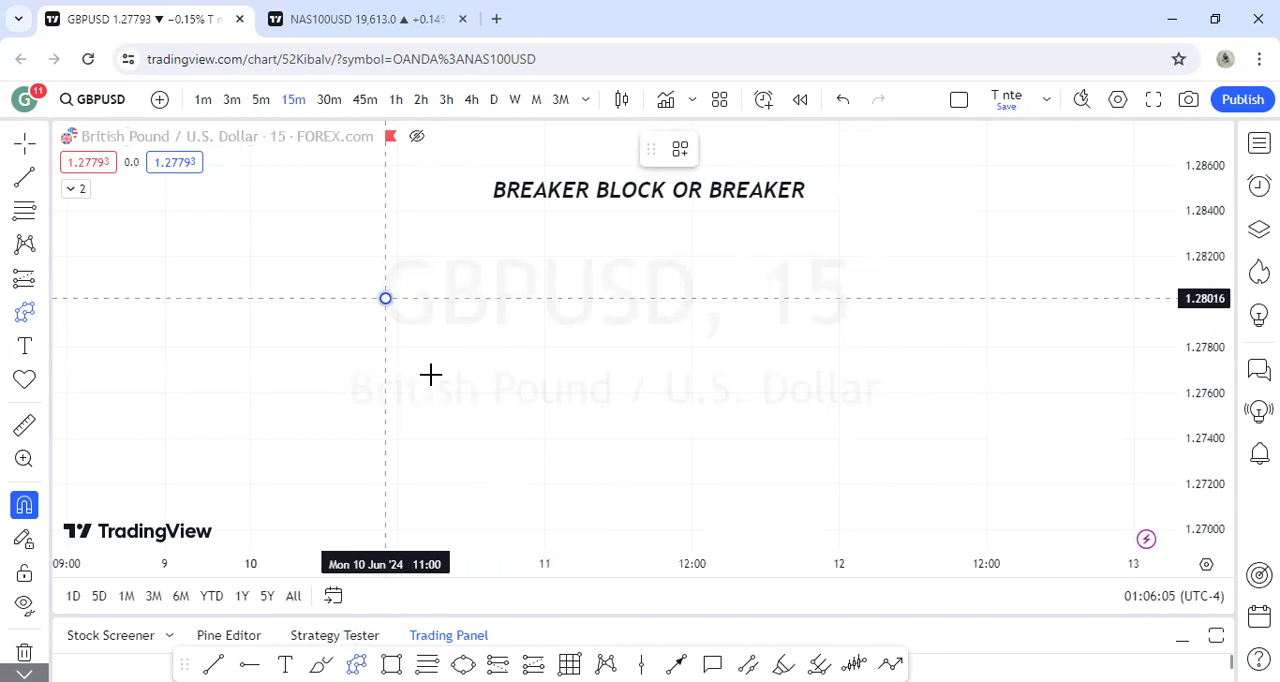 GBPUSD 1.27793 ▼ −0.15% T n
NAS100USD 19,613.0 ▲ +0.14%
tradingview.com/chart/52Kibalv/?symbol=OANDA%3ANAS100USD
G 11 GBPUSD 1m 3m 5m 15m 30m 45m 1h 2h 3h 4h D W M 3M T nte Save Publish
British Pound / U.S. Dollar · 15 · FOREX.com
1.27793 0.0 1.27793
2
BREAKER BLOCK OR BREAKER
GBPUSD, 15
British Pound / U.S. Dollar
1.28600
1.28400
1.28200
1.28016
1.27800
1.27600
1.27400
1.27200
1.27000
T
TradingView
09:00 9 10 Mon 10 Jun '24 11:00 11 12:00 12 12:00 13
1D 5D 1M 3M 6M YTD 1Y 5Y All 01:06:05 (UTC-4)
Stock Screener Pine Editor Strategy Tester Trading Panel
T